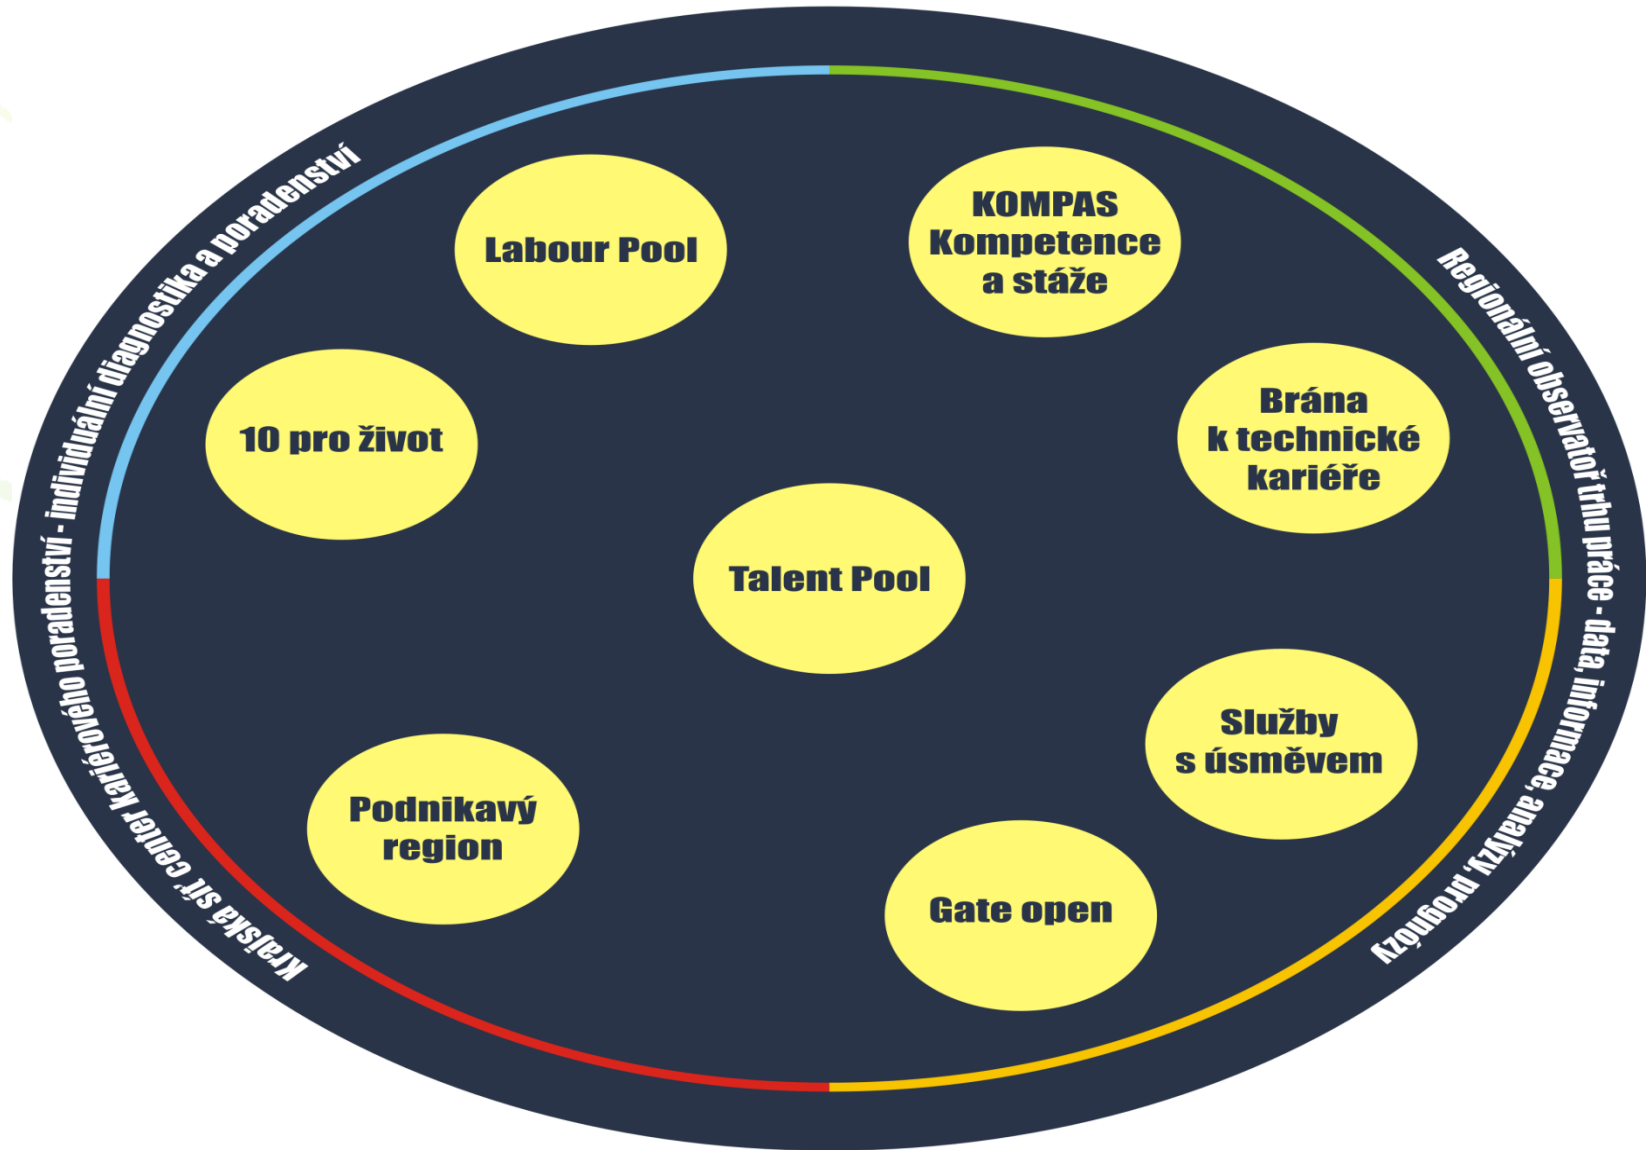 Krajská síť center kariérového poradenství - individuální diagnostika a poradenství
Labour Pool
KOMPAS
Kompetence
a stáže
Regionální observatoř trhu práce - data, informace, analýzy, prognózy
10 pro život
Brána
k technické
kariéře
Talent Pool
Služby
s úsměvem
Podnikavý
region
Gate open